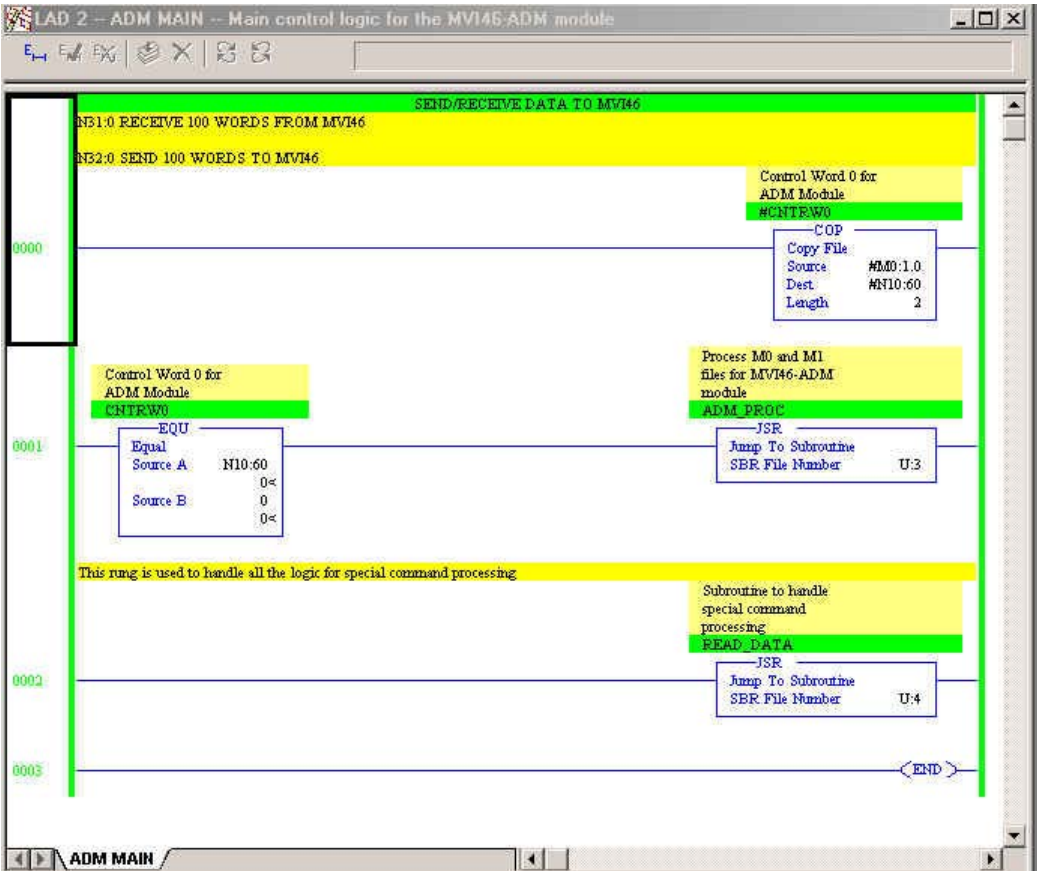 LAD 2 -- ADM MAIN -- Main control logic for the MVI46-ADM module
SEND/RECEIVE DATA TO MVI46
N31:0 RECEIVE 100 WORDS FROM MVI46
N32:0 SEND 100 WORDS TO MVI46
Control Word 0 for
ADM Module
#CNTRW0
0000
COP
Copy File
Source #M0:1.0
Dest #N10:60
Length 2
Control Word 0 for
ADM Module
CNTRW0
Process M0 and M1
files for MVI46-ADM
module
ADM_PROC
0001
EQU
Equal
Source A N10:60
0<
Source B 0
0<
JSR
Jump To Subroutine
SBR File Number U:3
This rung is used to handle all the logic for special command processing
Subroutine to handle
special command
processing
READ_DATA
0002
JSR
Jump To Subroutine
SBR File Number U:4
0003
END
ADM MAIN